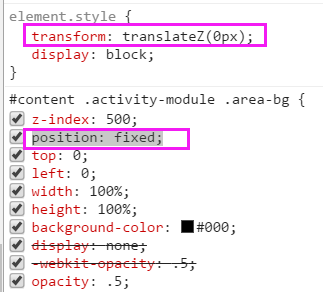 element.style {
transform: translateZ(0px);
display: block;
}
#content .activity-module .area-bg {
z-index: 500;
position: fixed;
top: 0;
left: 0;
width: 100%;
height: 100%;
background-color: #000;
display: none;
-webkit-opacity: .5;
opacity: .5;